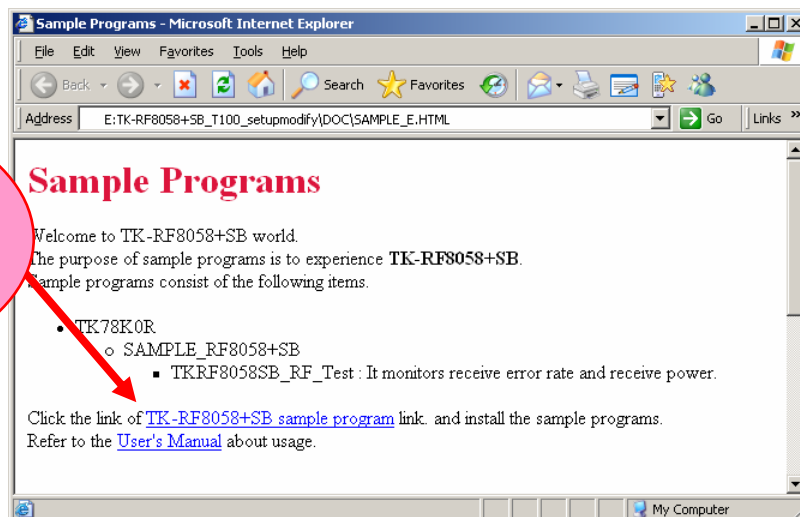 Sample Programs - Microsoft Internet Explorer
File Edit View Favorites Tools Help
Back Search Favorites
Address E:TK-RF8058+SB_T100_setupmodify\DOC\SAMPLE_E.HTML Go Links »
Sample Programs
Welcome to TK-RF8058+SB world.
The purpose of sample programs is to experience TK-RF8058+SB.
Sample programs consist of the following items.
TK78K0R
SAMPLE_RF8058+SB
TKRF8058SB_RF_Test : It monitors receive error rate and receive power.
Click the link of TK-RF8058+SB sample program link. and install the sample programs.
Refer to the User's Manual about usage.
My Computer